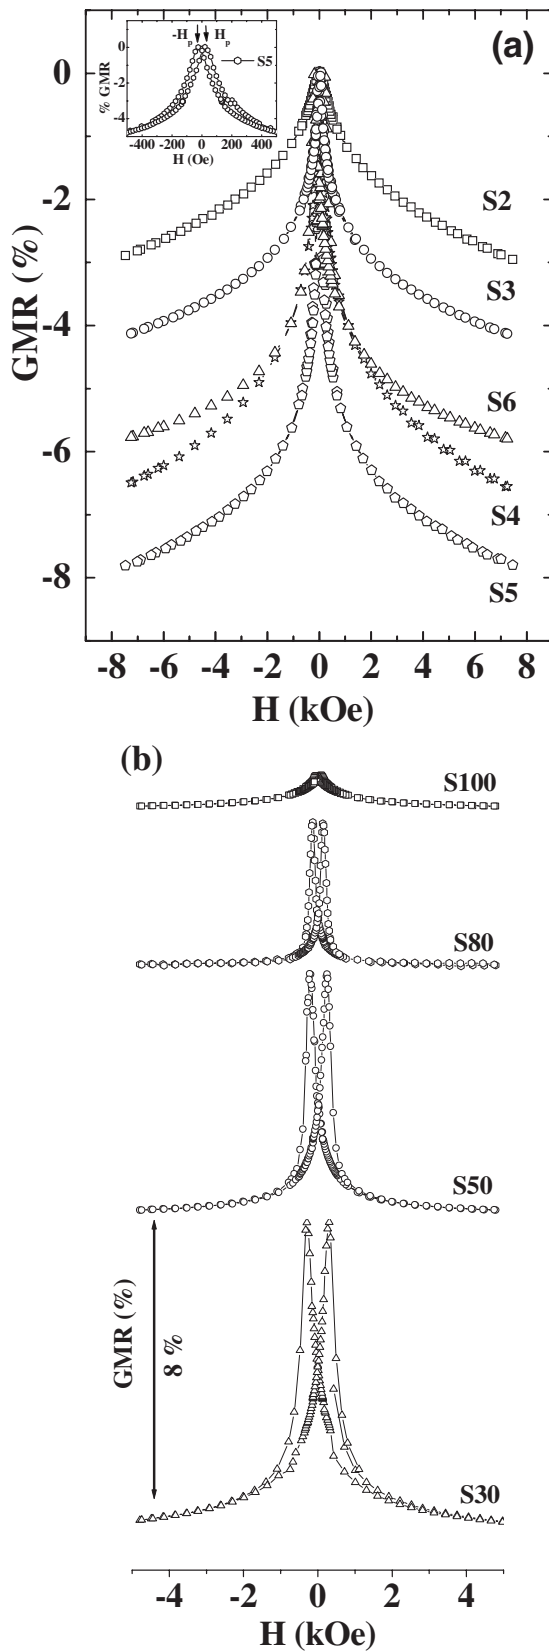 (a)
-H_p H_p
S5
% GMR
0
-2
-4
-400 -200 0 200 400
H (Oe)
GMR (%)
0
-2
-4
-6
-8
S2
S3
S6
S4
S5
-8 -6 -4 -2 0 2 4 6 8
H (kOe)
(b)
S100
S80
S50
GMR (%)
8 %
S30
-4 -2 0 2 4
H (kOe)